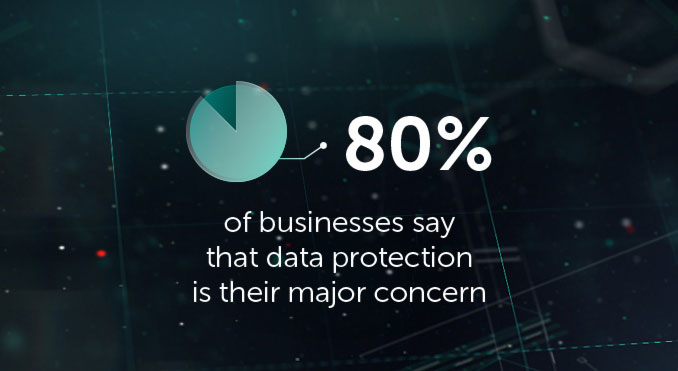 80%
of businesses say
that data protection
is their major concern